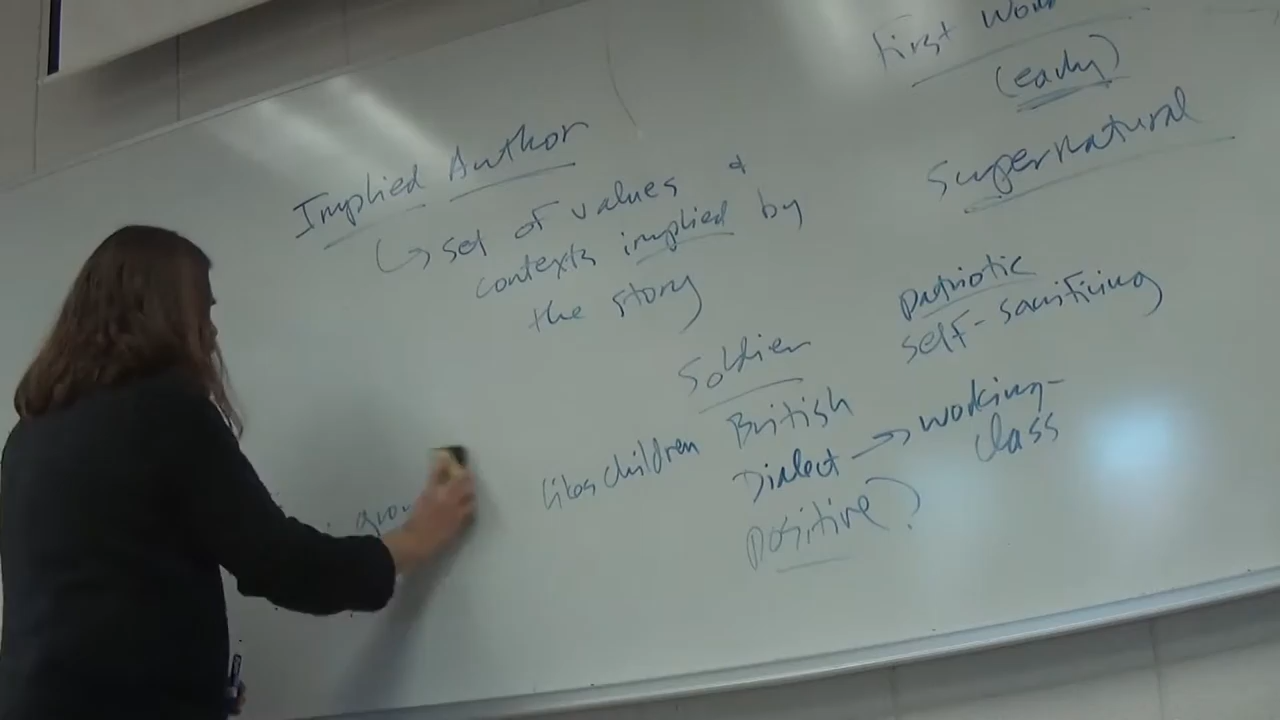 First
(early)
Supernatural
Implied Author
↳ set of values &
contexts implied by
the story
Soldier
likes children British
Dialect → working-
class
positive?
patriotic
self-sacrificing